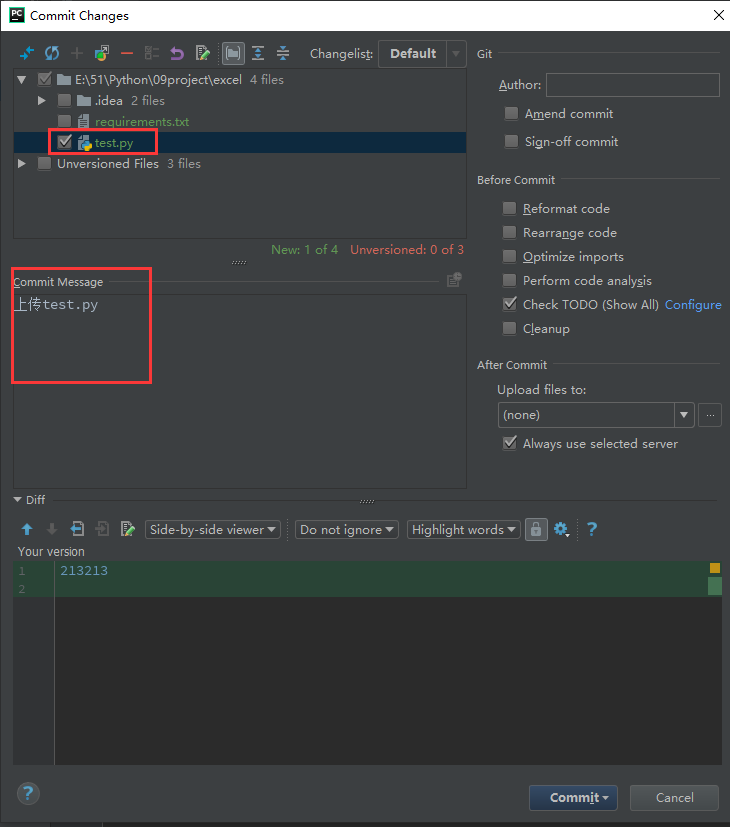 Commit Changes
Changelist: Default
E:\51\Python\09project\excel 4 files
.idea 2 files
requirements.txt
test.py
Unversioned Files 3 files
New: 1 of 4 Unversioned: 0 of 3
Commit Message
上传test.py
Git
Author:
Amend commit
Sign-off commit
Before Commit
Reformat code
Rearrange code
Optimize imports
Perform code analysis
Check TODO (Show All) Configure
Cleanup
After Commit
Upload files to:
(none) ...
Always use selected server
Diff
Side-by-side viewer Do not ignore Highlight words ?
Your version
1 213213
2
? Commit Cancel